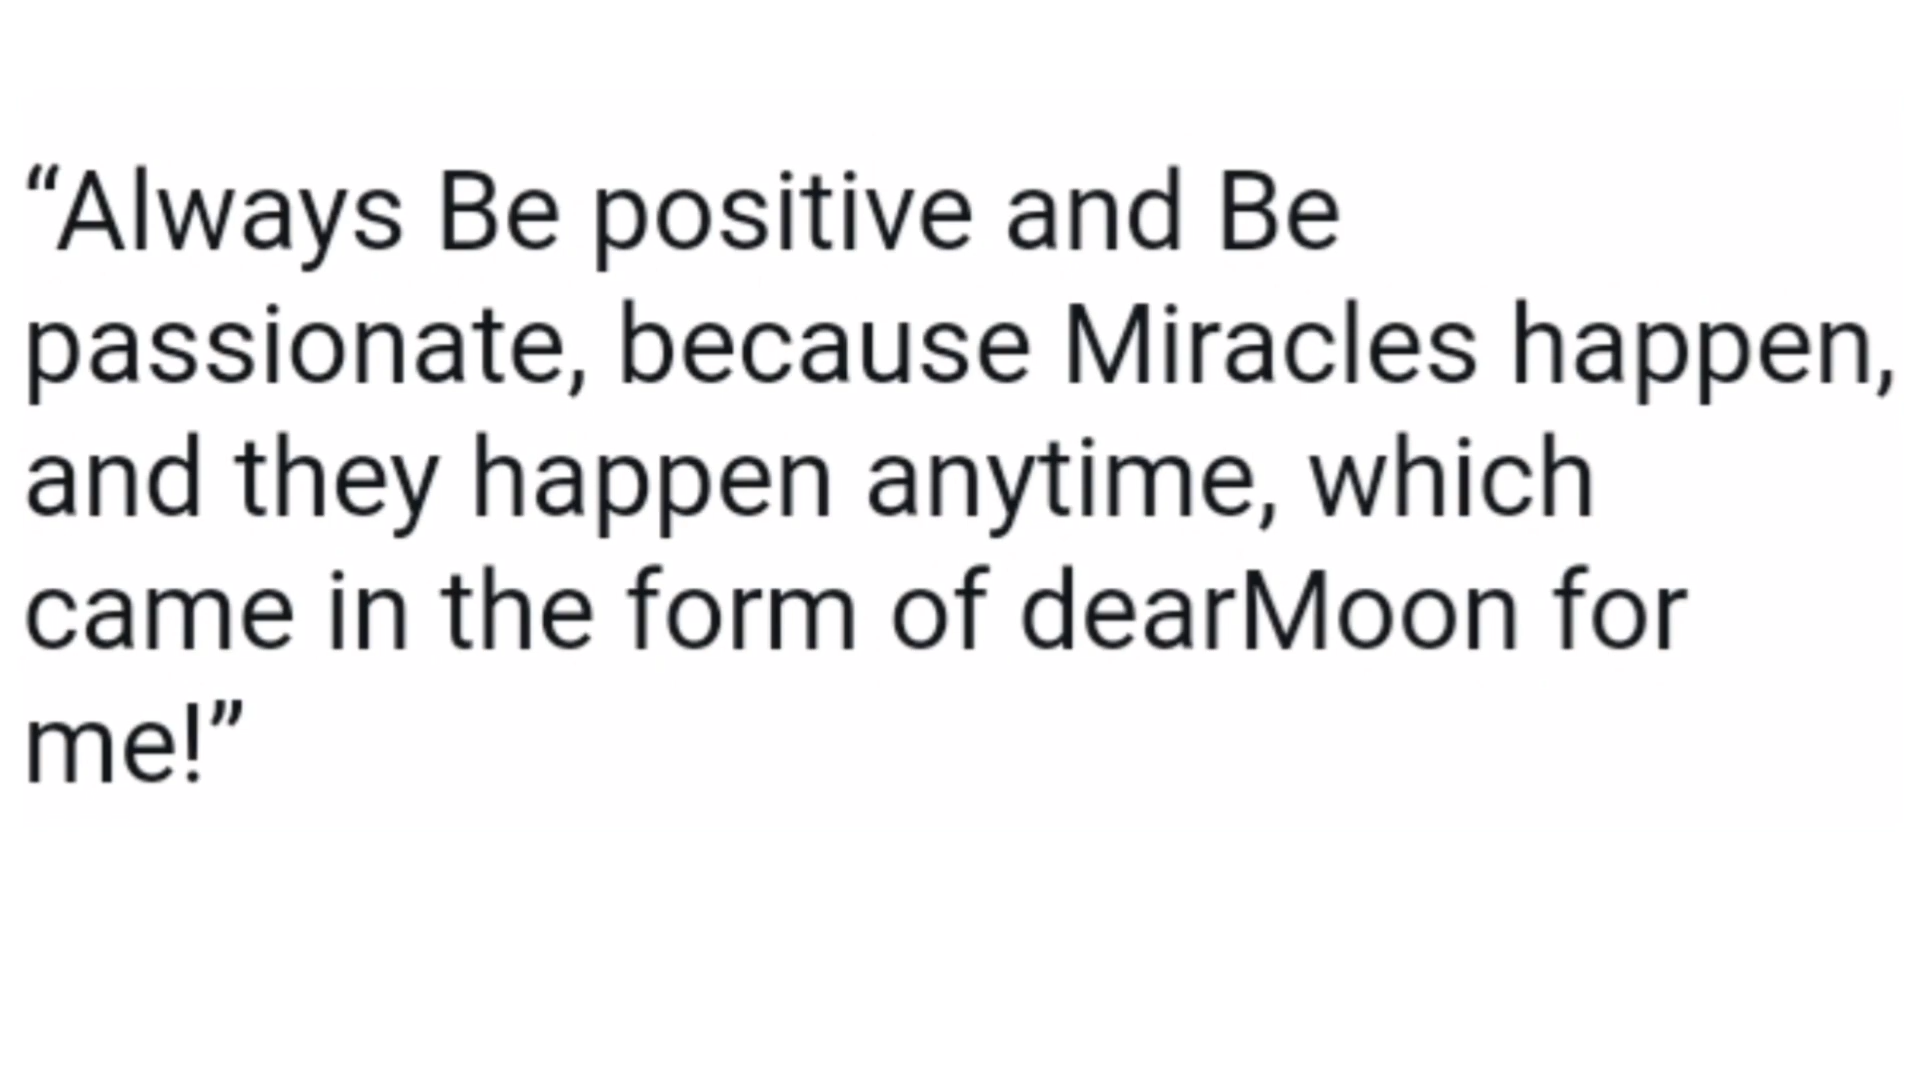 “Always Be positive and Be
passionate, because Miracles happen,
and they happen anytime, which
came in the form of dearMoon for
me!”